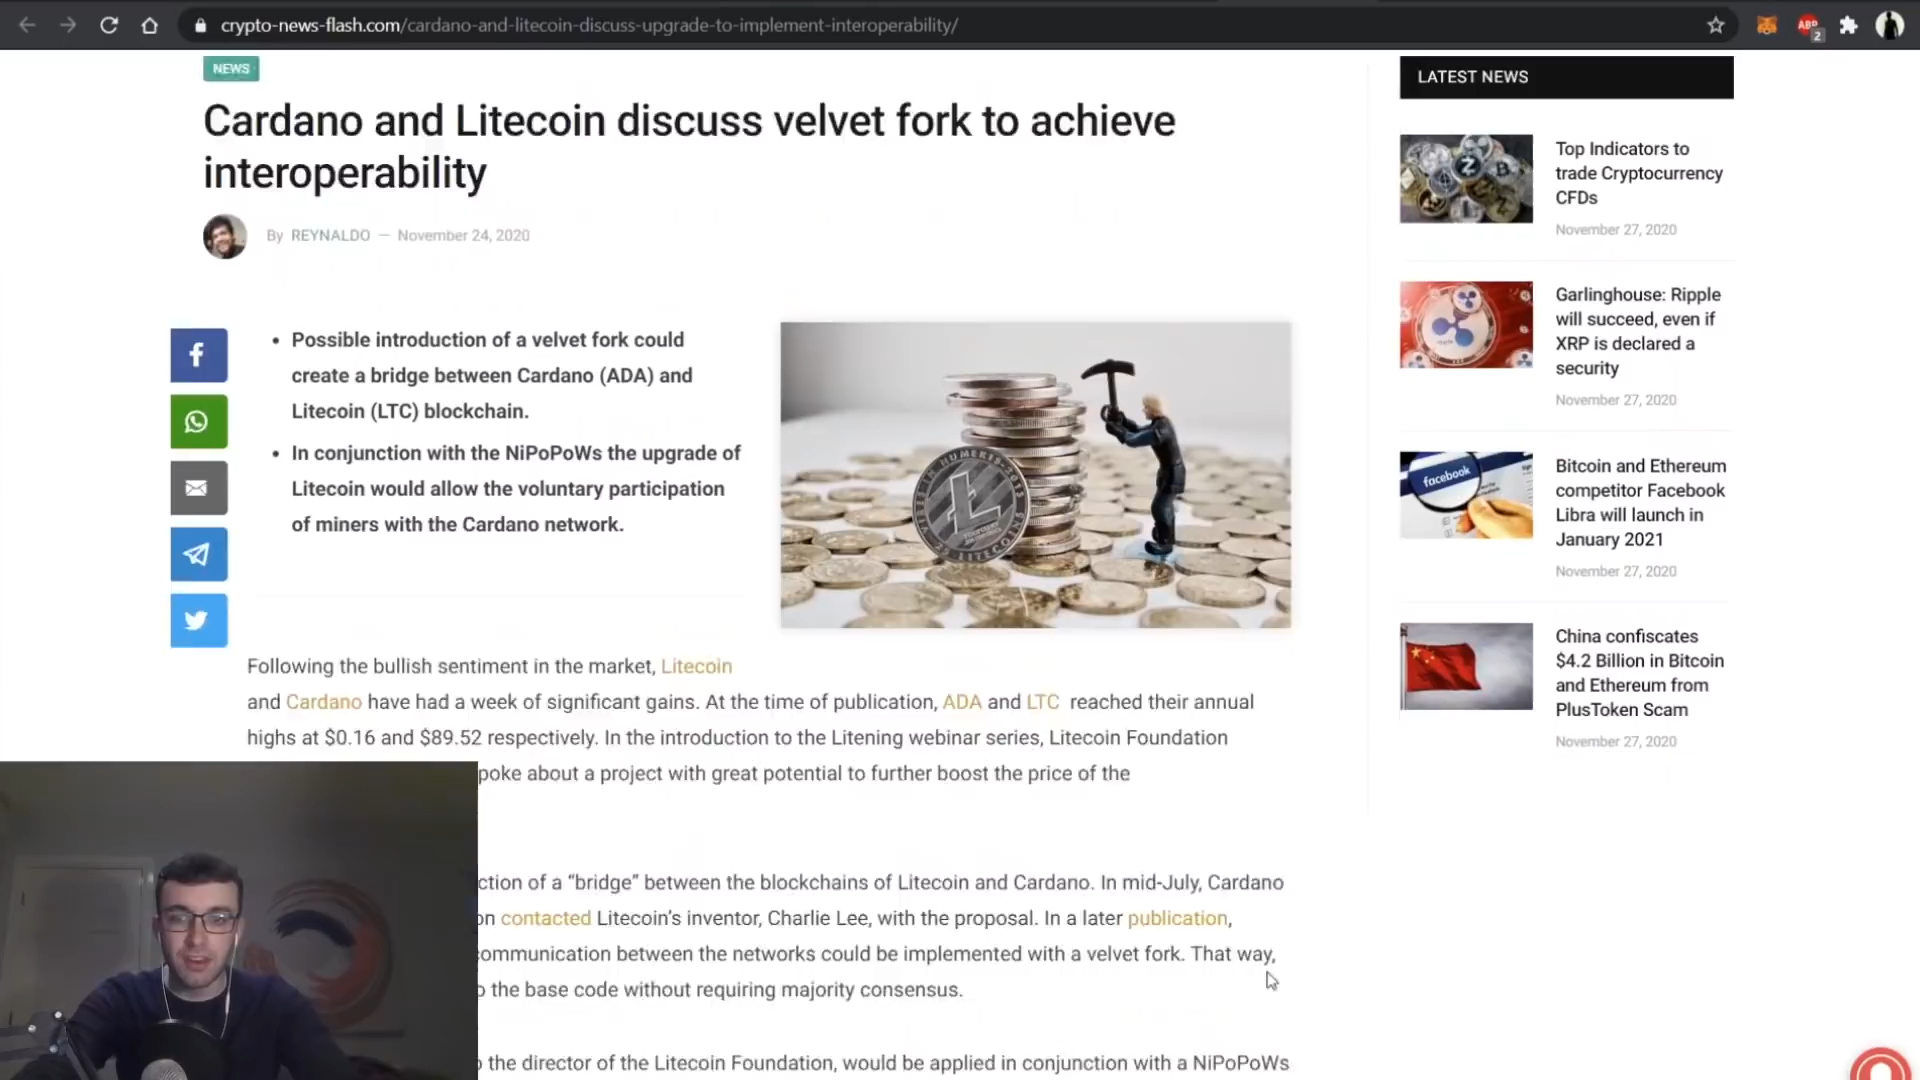 crypto-news-flash.com/cardano-and-litecoin-discuss-upgrade-to-implement-interoperability/
ABP
2
NEWS
Cardano and Litecoin discuss velvet fork to achieve
interoperability
By REYNALDO — November 24, 2020
• Possible introduction of a velvet fork could
create a bridge between Cardano (ADA) and
Litecoin (LTC) blockchain.
• In conjunction with the NiPoPoWs the upgrade of
Litecoin would allow the voluntary participation
of miners with the Cardano network.
Following the bullish sentiment in the market, Litecoin
and Cardano have had a week of significant gains. At the time of publication, ADA and LTC reached their annual
highs at $0.16 and $89.52 respectively. In the introduction to the Litening webinar series, Litecoin Foundation
poke about a project with great potential to further boost the price of the
ction of a “bridge” between the blockchains of Litecoin and Cardano. In mid-July, Cardano
on contacted Litecoin’s inventor, Charlie Lee, with the proposal. In a later publication,
ommunication between the networks could be implemented with a velvet fork. That way,
o the base code without requiring majority consensus.
o the director of the Litecoin Foundation, would be applied in conjunction with a NiPoPoWs
LATEST NEWS
Top Indicators to
trade Cryptocurrency
CFDs
November 27, 2020
Garlinghouse: Ripple
will succeed, even if
XRP is declared a
security
November 27, 2020
facebook
Bitcoin and Ethereum
competitor Facebook
Libra will launch in
January 2021
November 27, 2020
China confiscates
$4.2 Billion in Bitcoin
and Ethereum from
PlusToken Scam
November 27, 2020